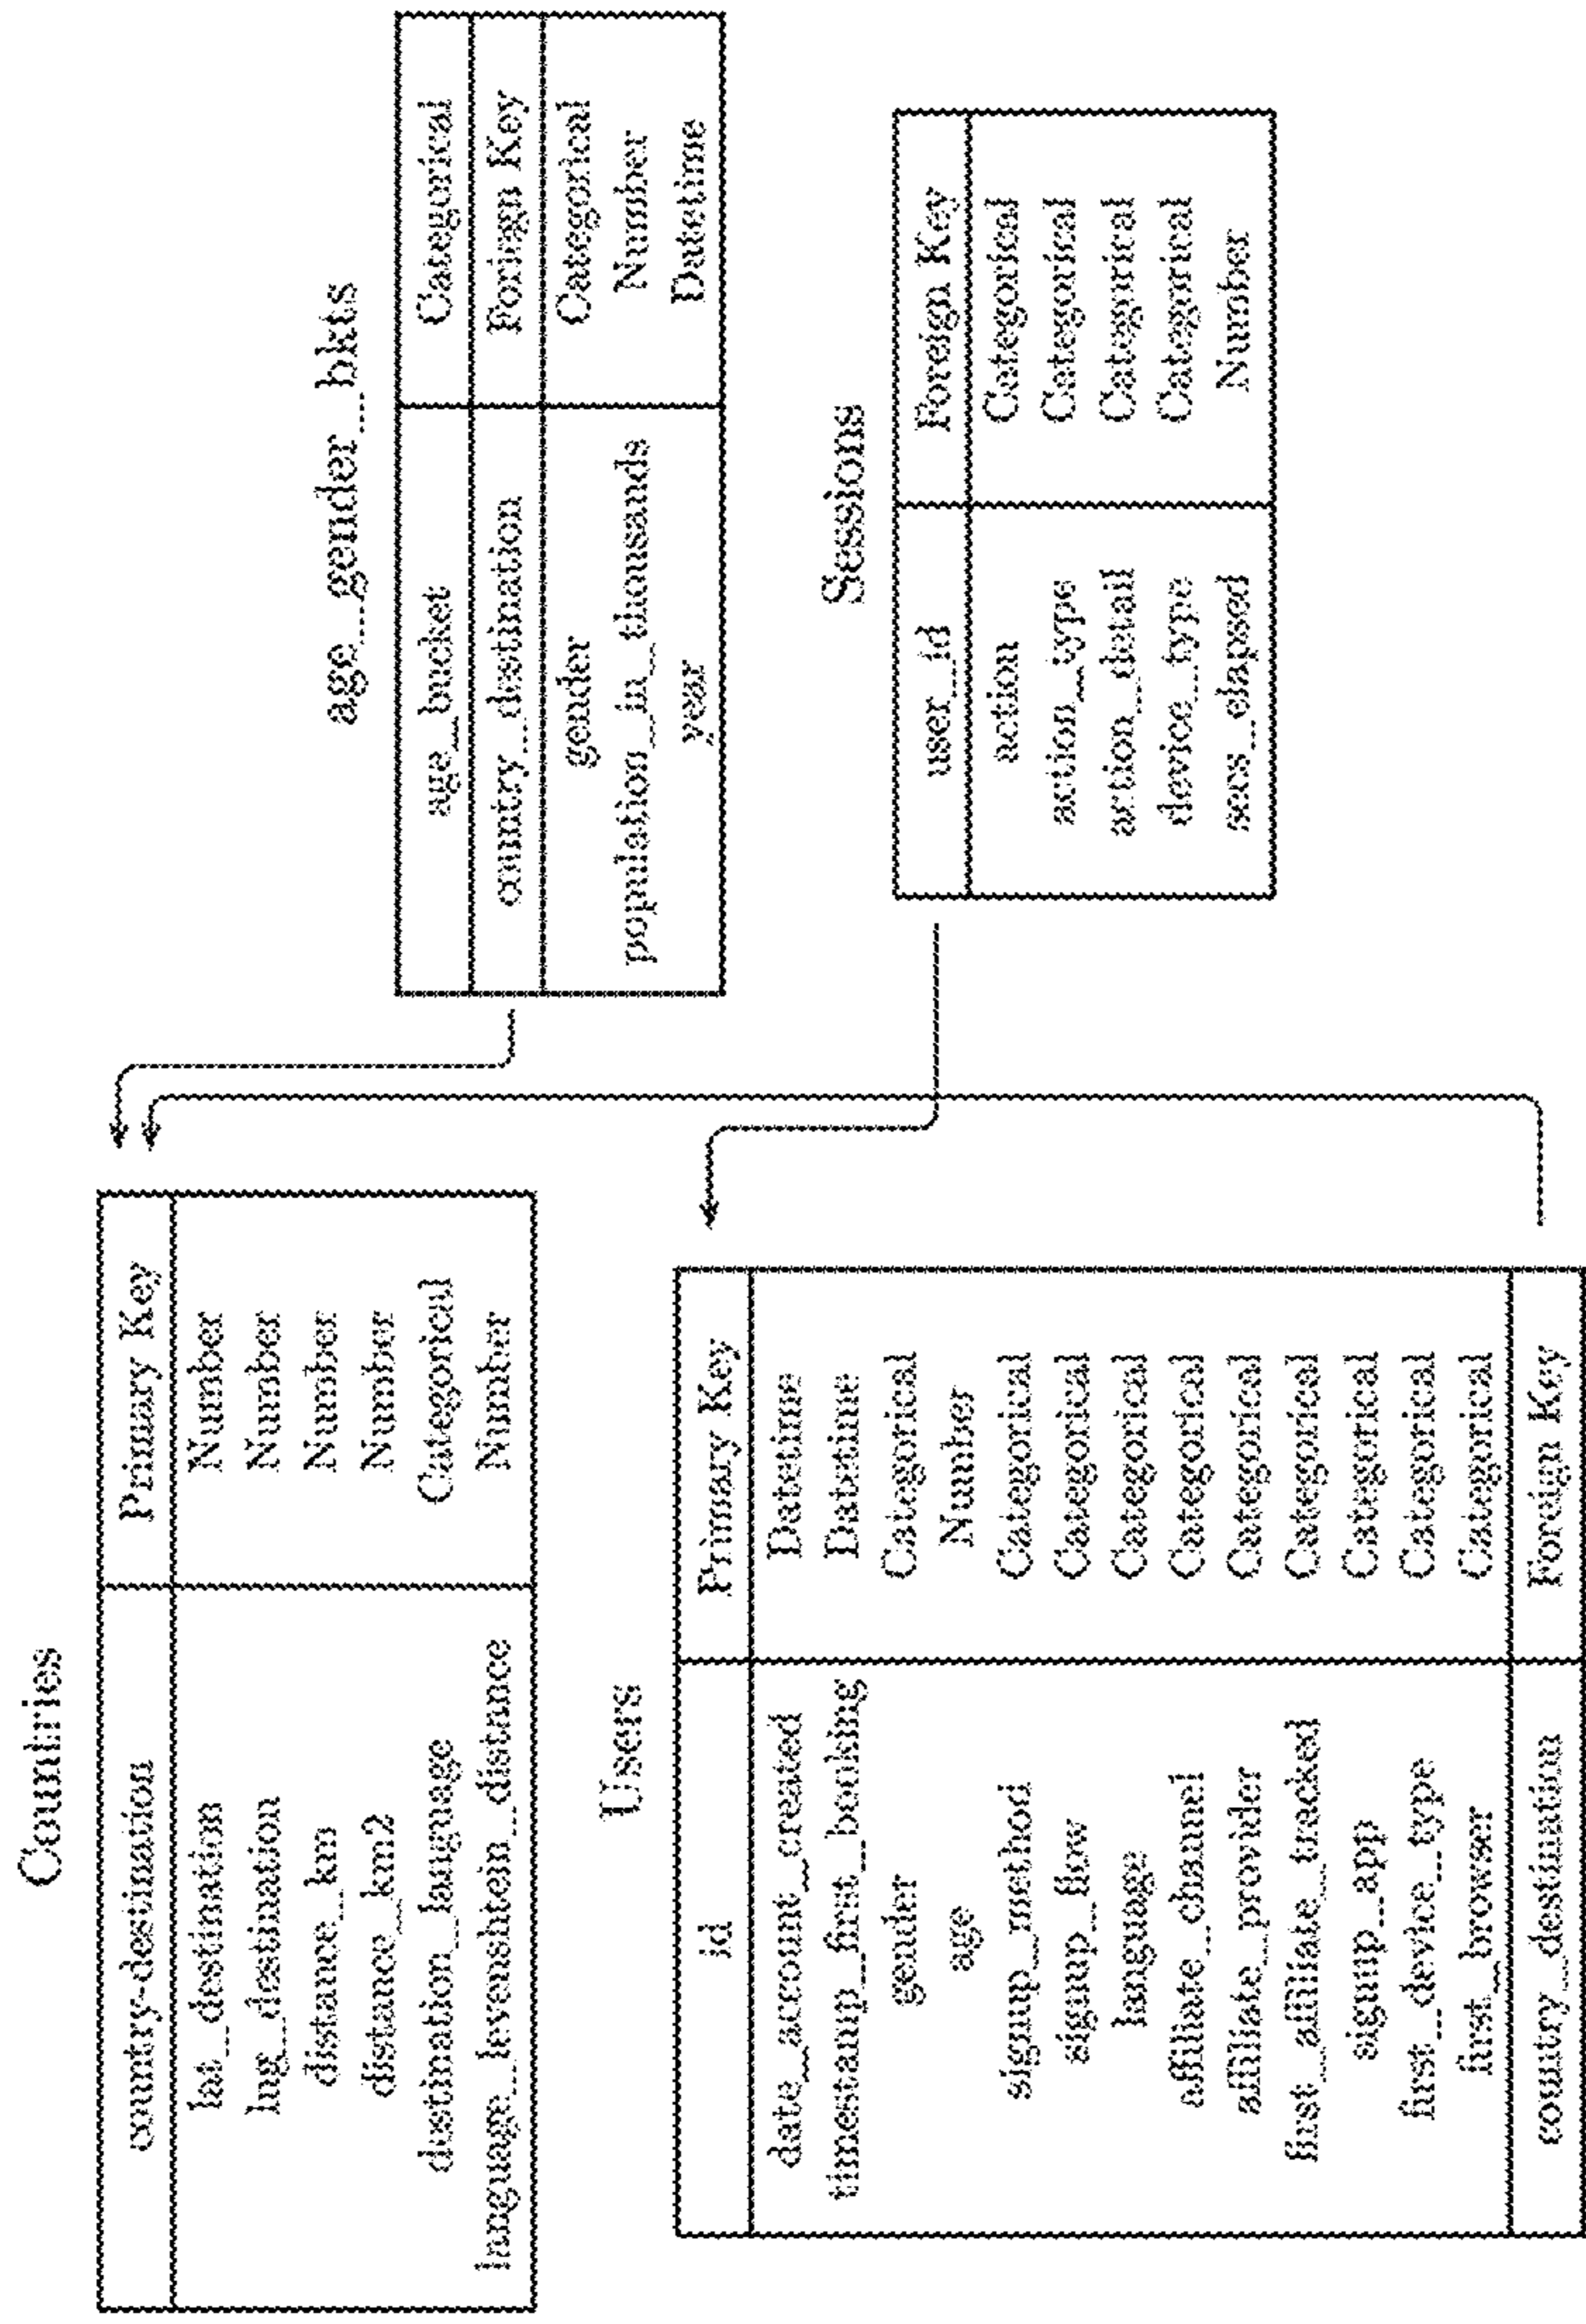 Countries
country-destination Primary Key
lat_destination Number
lng_destination Number
distance_km Number
distance_km2 Number
destination_language Categorical
language_levenshtein_distance Number
age_gender_bkts
age_bucket Categorical
country_destination Foriegn Key
gender Categorical
population_in_thousands Number
year Datetime
Users
id Primary Key
date_account_created Datetime
timestamp_first_booking Datetime
gender Categorical
age Number
signup_method Categorical
signup_flow Categorical
language Categorical
affiliate_channel Categorical
affiliate_provider Categorical
first_affiliate_tracked Categorical
signup_app Categorical
first_device_type Categorical
first_browser Categorical
country_destination Foreign Key
Sessions
user_id Foreign Key
action Categorical
action_type Categorical
action_detail Categorical
device_type Categorical
secs_elapsed Number